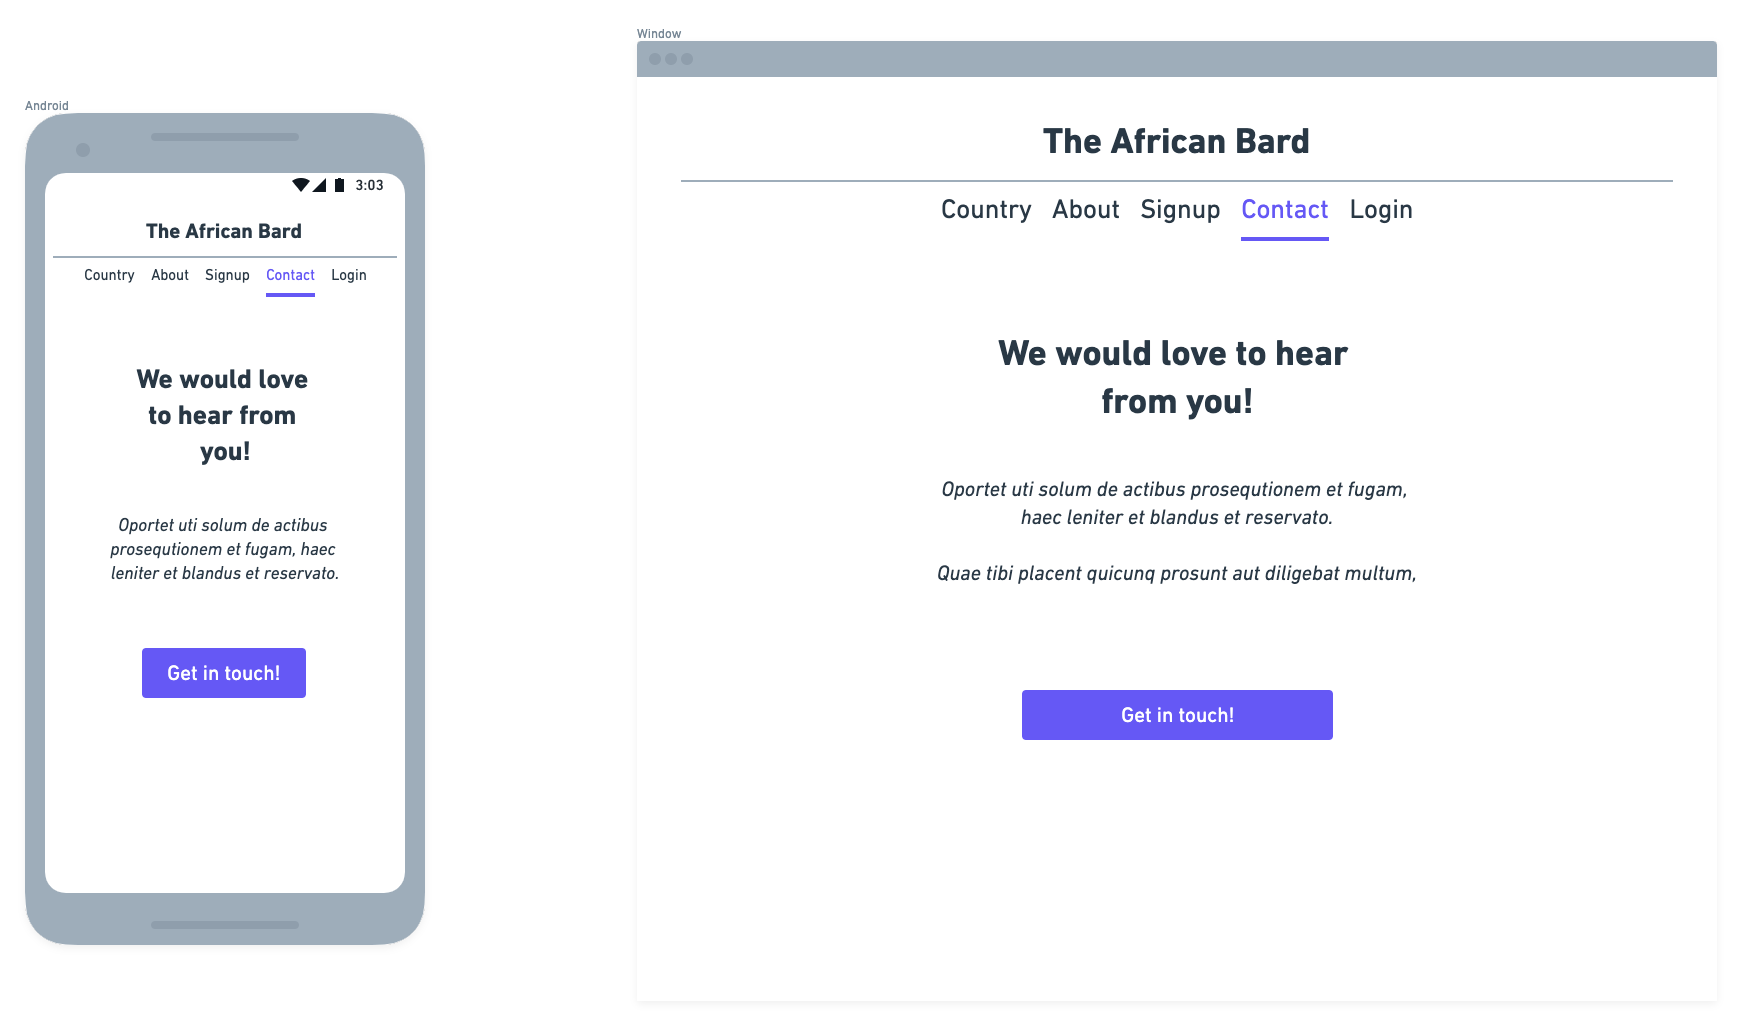 Android
3:03
The African Bard
Country About Signup Contact Login
We would love
to hear from
you!
Oportet uti solum de actibus
prosequtionem et fugam, haec
leniter et blandus et reservato.
Get in touch!
Window
The African Bard
Country About Signup Contact Login
We would love to hear
from you!
Oportet uti solum de actibus prosequtionem et fugam,
haec leniter et blandus et reservato.
Quae tibi placent quicunq prosunt aut diligebat multum,
Get in touch!